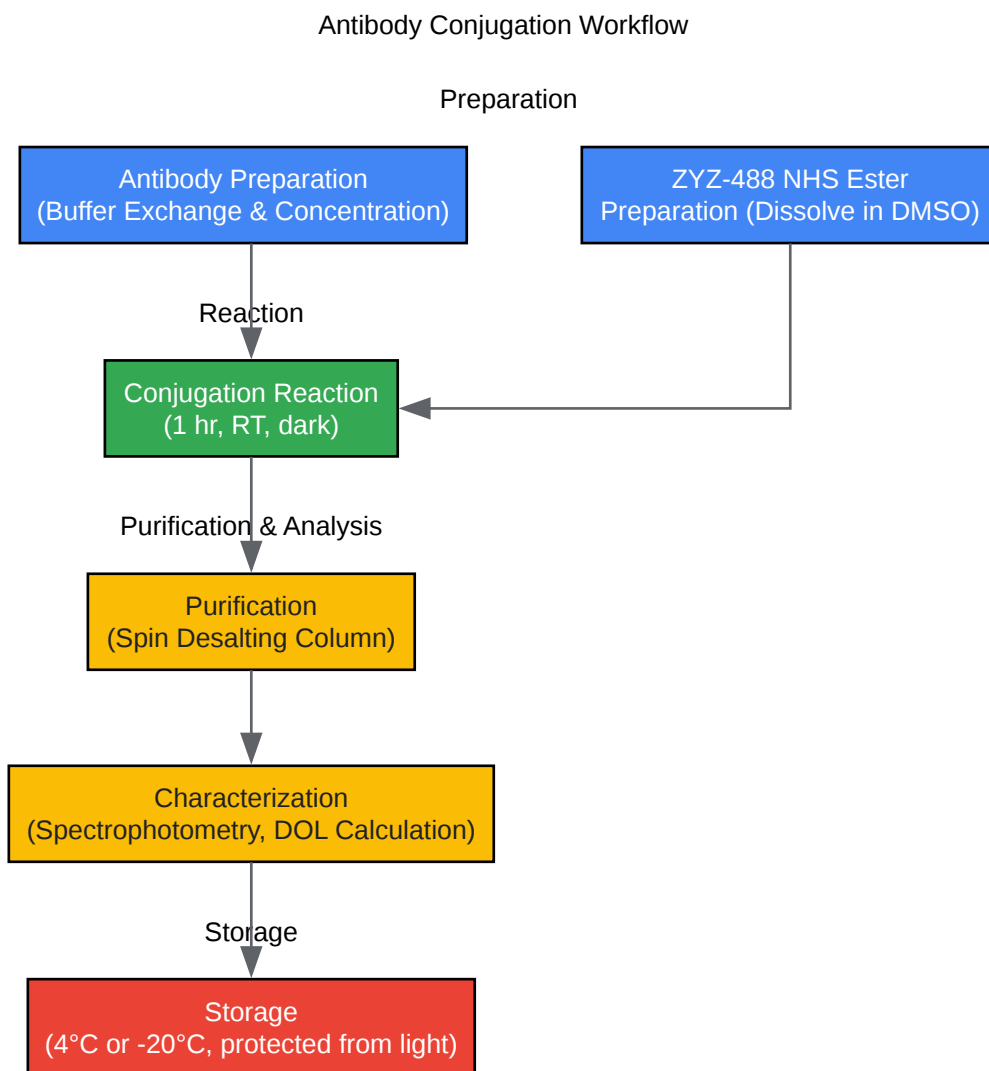 Antibody Conjugation Workflow
Preparation
Antibody Preparation
(Buffer Exchange & Concentration)
ZYZ-488 NHS Ester
Preparation (Dissolve in DMSO)
Reaction
Conjugation Reaction
(1 hr, RT, dark)
Purification & Analysis
Purification
(Spin Desalting Column)
Characterization
(Spectrophotometry, DOL Calculation)
Storage
Storage
(4°C or -20°C, protected from light)